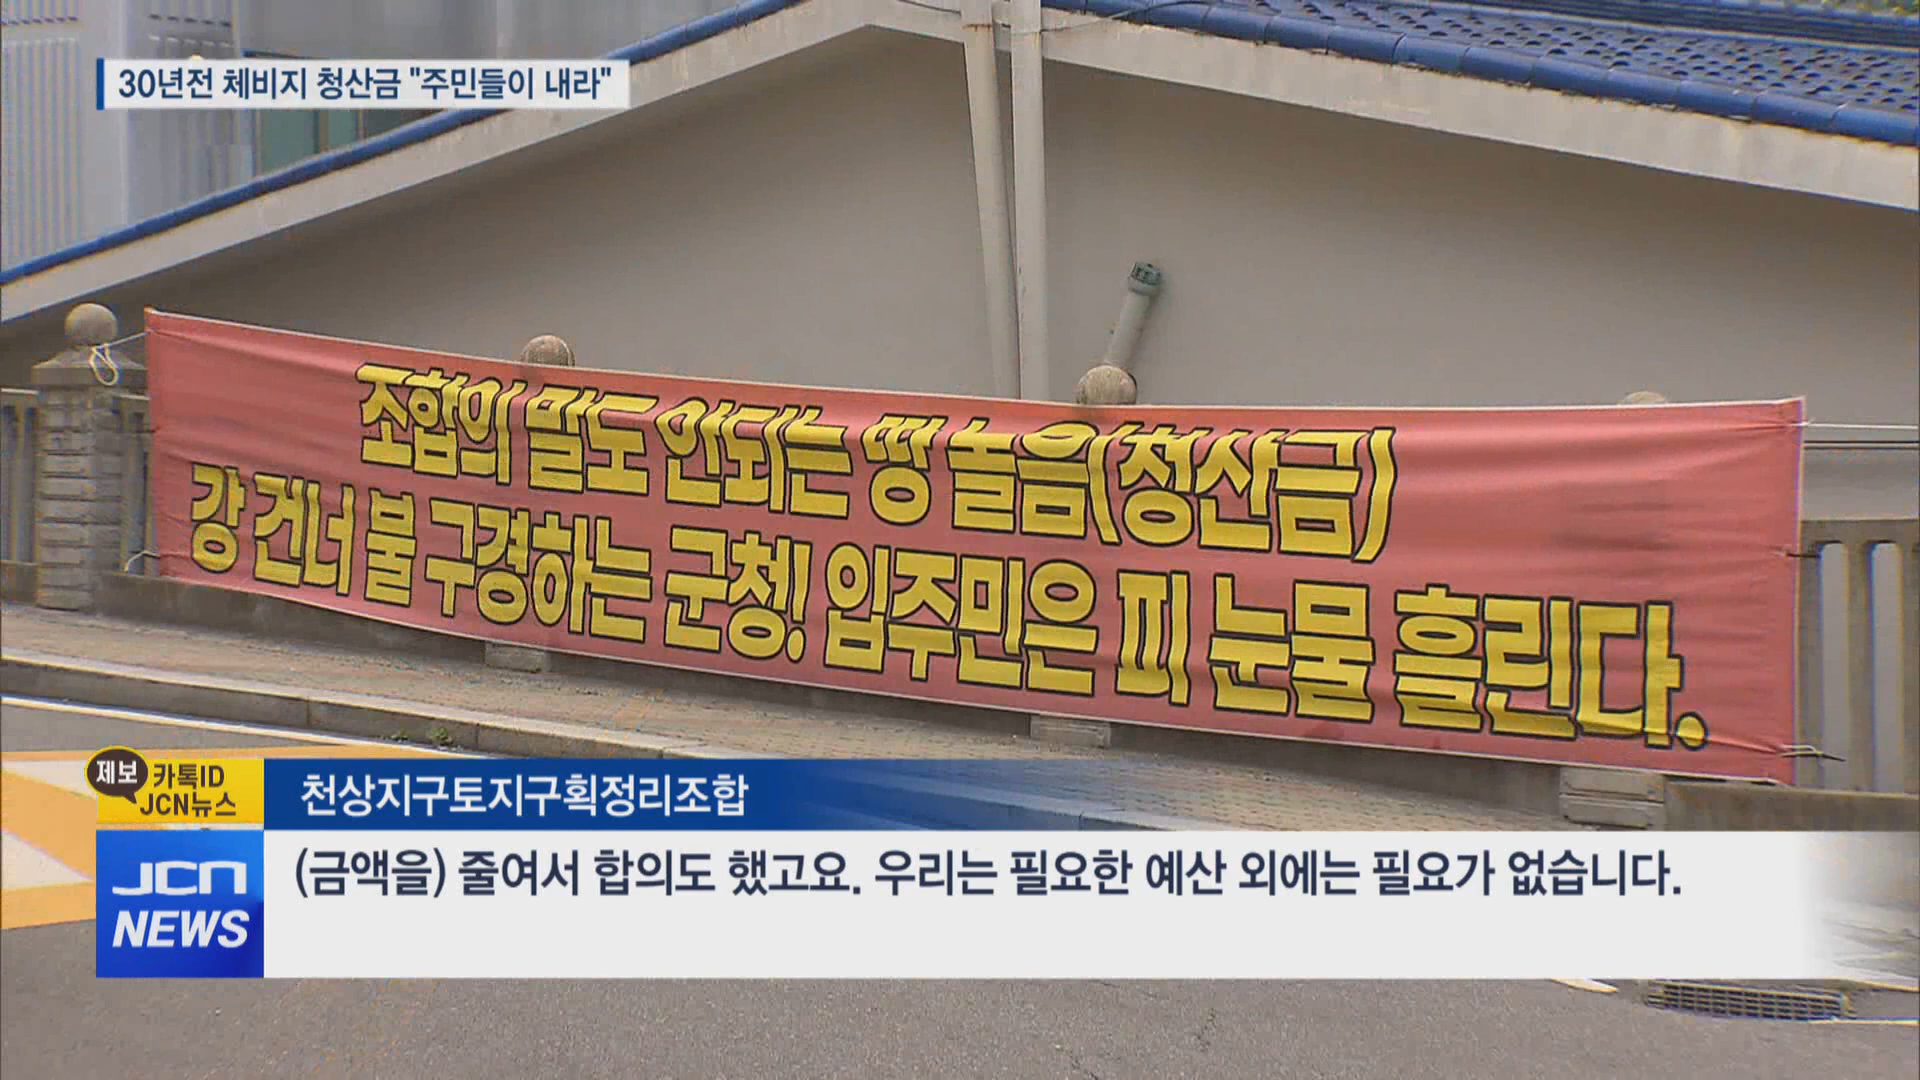 30년전 체비지 청산금 "주민들이 내라"
조합의 말도 안되는 땅 놀음(청산금)
강 건너 불 구경하는 군청! 입주민은 피 눈물 흘린다.
제보 카톡ID
JCN뉴스
천상지구토지구획정리조합
JCN
NEWS
(금액을) 줄여서 합의도 했고요. 우리는 필요한 예산 외에는 필요가 없습니다.